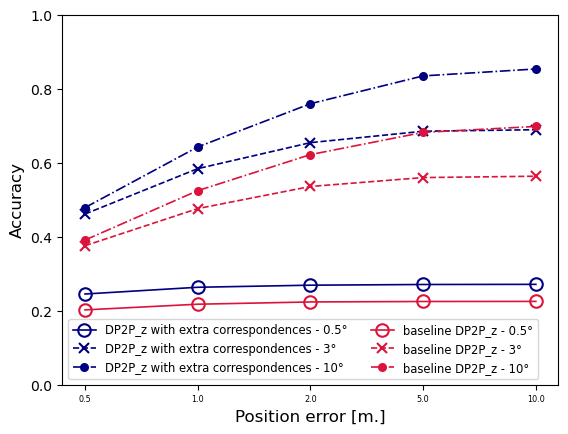 1.0
0.8
0.6
0.4
0.2
0.0
Accuracy
DP2P_z with extra correspondences - 0.5°
DP2P_z with extra correspondences - 3°
DP2P_z with extra correspondences - 10°
baseline DP2P_z - 0.5°
baseline DP2P_z - 3°
baseline DP2P_z - 10°
0.5 1.0 2.0 5.0 10.0
Position error [m.]